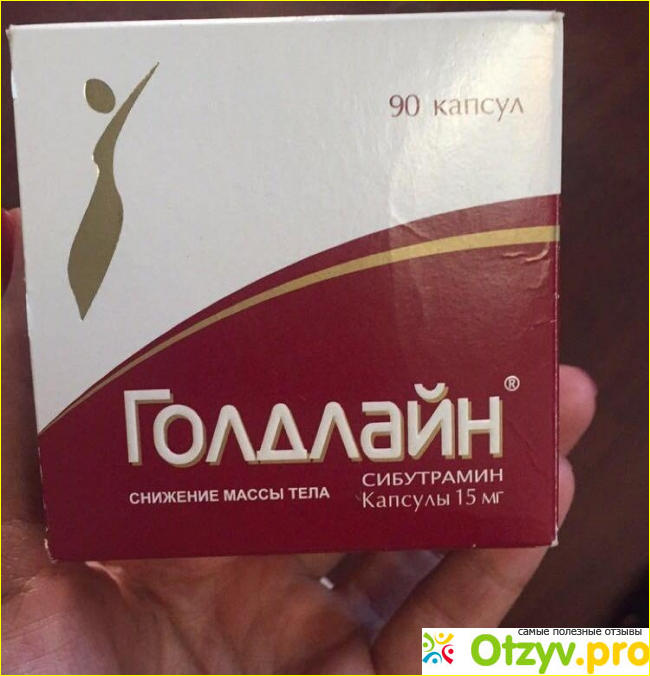 90 капсул
Голдлайн®
СИБУТРАМИН
СНИЖЕНИЕ МАССЫ ТЕЛА
Капсулы 15 мг
самые полезные отзывы
Otzyv.pro